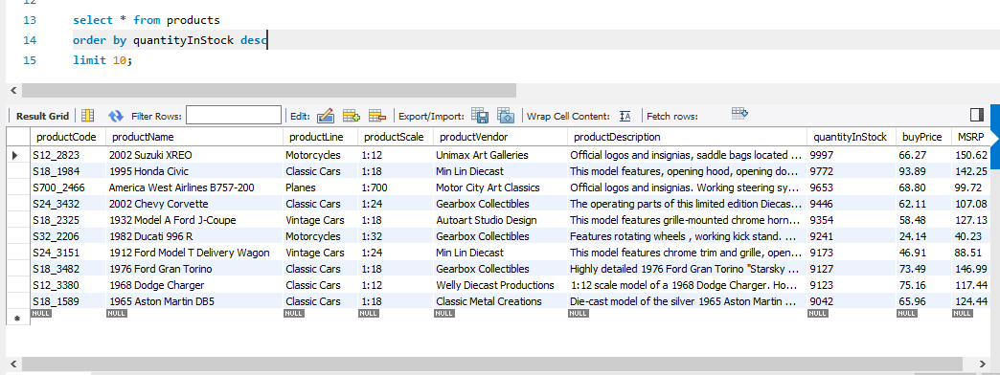 12
13 select * from products
14 order by quantityInStock desc
15 limit 10;
Result Grid Filter Rows: Edit: Export/Import: Wrap Cell Content: IA Fetch rows:
productCode productName productLine productScale productVendor productDescription quantityInStock buyPrice MSRP
S12_2823 2002 Suzuki XREO Motorcycles 1:12 Unimax Art Galleries Official logos and insignias, saddle bags located ... 9997 66.27 150.62
S18_1984 1995 Honda Civic Classic Cars 1:18 Min Lin Diecast This model features, opening hood, opening do... 9772 93.89 142.25
S700_2466 America West Airlines B757-200 Planes 1:700 Motor City Art Classics Official logos and insignias. Working steering sy... 9653 68.80 99.72
S24_3432 2002 Chevy Corvette Classic Cars 1:24 Gearbox Collectibles The operating parts of this limited edition Diecas... 9446 62.11 107.08
S18_2325 1932 Model A Ford J-Coupe Vintage Cars 1:18 Autoart Studio Design This model features grille-mounted chrome horn... 9354 58.48 127.13
S32_2206 1982 Ducati 996 R Motorcycles 1:32 Gearbox Collectibles Features rotating wheels , working kick stand. ... 9241 24.14 40.23
S24_3151 1912 Ford Model T Delivery Wagon Vintage Cars 1:24 Min Lin Diecast This model features chrome trim and grille, open... 9173 46.91 88.51
S18_3482 1976 Ford Gran Torino Classic Cars 1:18 Gearbox Collectibles Highly detailed 1976 Ford Gran Torino "Starsky ... 9127 73.49 146.99
S12_3380 1968 Dodge Charger Classic Cars 1:12 Welly Diecast Productions 1:12 scale model of a 1968 Dodge Charger. Ho... 9123 75.16 117.44
S18_1589 1965 Aston Martin DB5 Classic Cars 1:18 Classic Metal Creations Die-cast model of the silver 1965 Aston Martin ... 9042 65.96 124.44
NULL NULL NULL NULL NULL NULL NULL NULL NULL